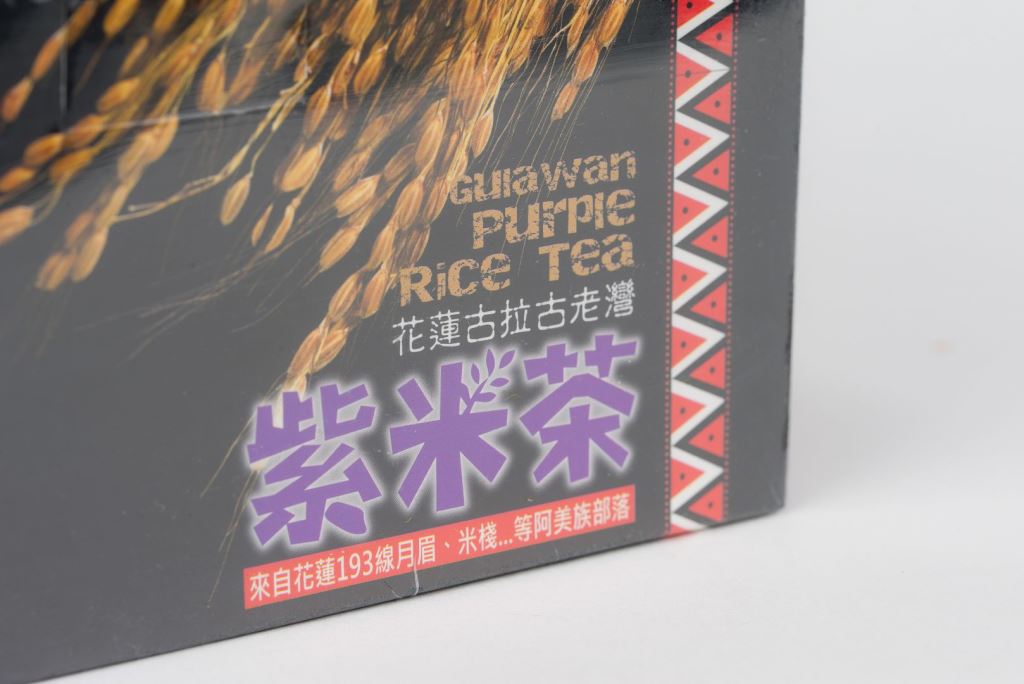 Gulawan
Purple
Rice Tea
花蓮古拉古老灣
紫米茶
來自花蓮193線月眉、米棧...等阿美族部落